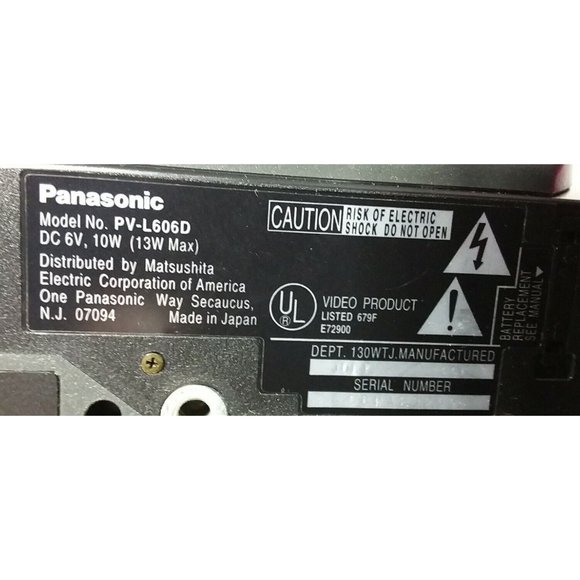 Panasonic
Model No. PV-L606D
DC 6V, 10W (13W Max)
Distributed by Matsushita
Electric Corporation of America
One Panasonic Way Secaucus,
N.J. 07094 Made in Japan
CAUTION RISK OF ELECTRIC
SHOCK DO NOT OPEN
UL
VIDEO PRODUCT
LISTED 679F
E72900
DEPT. 130WTJ.MANUFACTURED
SERIAL NUMBER
BATTERY
REPLACEMENT
SEE MANUAL